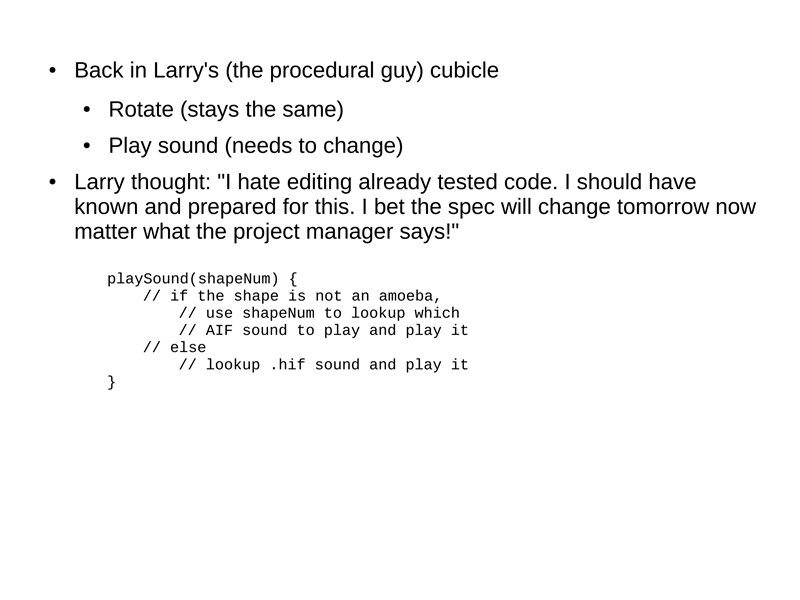 • Back in Larry's (the procedural guy) cubicle
• Rotate (stays the same)
• Play sound (needs to change)
• Larry thought: "I hate editing already tested code. I should have
known and prepared for this. I bet the spec will change tomorrow now
matter what the project manager says!"
playSound(shapeNum) {
    // if the shape is not an amoeba,
        // use shapeNum to lookup which
        // AIF sound to play and play it
    // else
        // lookup .hif sound and play it
}